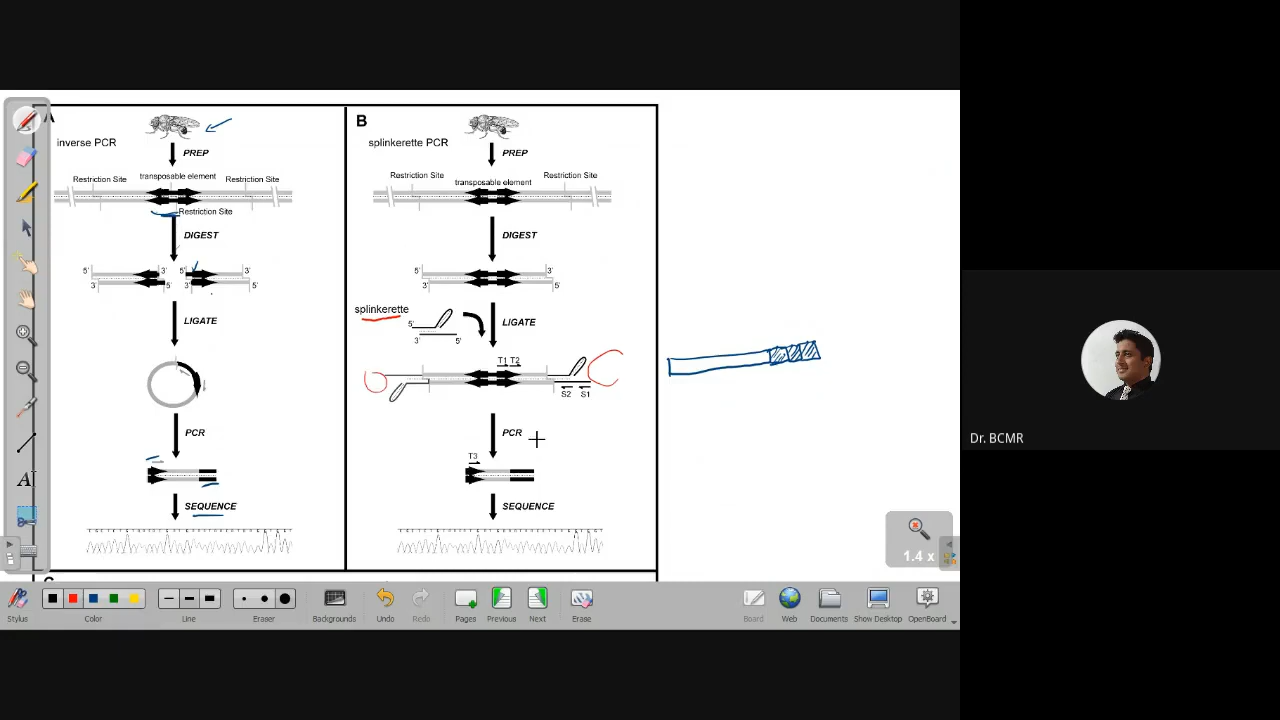 A
inverse PCR
PREP
Restriction Site
transposable element
Restriction Site
Restriction Site
DIGEST
5'
3'
5'
3'
3'
5'
3'
5'
LIGATE
PCR
SEQUENCE
B
splinkerette PCR
PREP
Restriction Site
transposable element
Restriction Site
DIGEST
5'
3'
3'
5'
splinkerette
5'
3'
5'
LIGATE
T1 T2
S2 S1
PCR
T3
SEQUENCE
Dr. BCMR
1.4 x
Stylus
Color
Line
Eraser
Backgrounds
Undo
Redo
Pages
Previous
Next
Erase
Board
Web
Documents
Show Desktop
OpenBoard